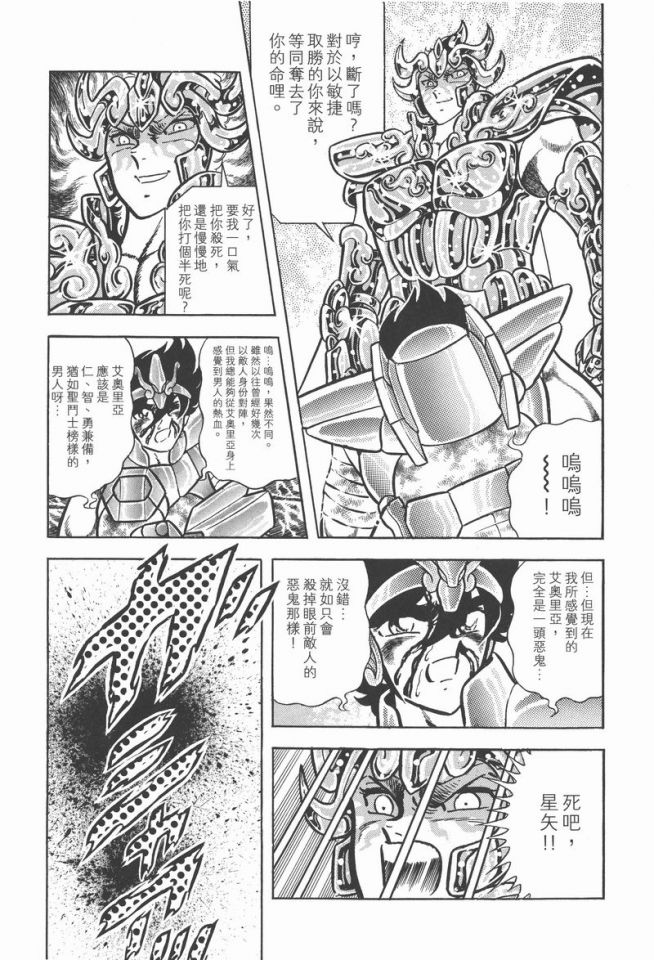 哼，斷了嗎？
對於以敏捷
取勝的你來說，
等同奪去了
你的命哩。
好了，
要我一口氣
把你殺死，
還是慢慢地
把你打個半死呢？
嗚嗚嗚
～～！
嗚…嗚嗚，果然不同。
雖然以往曾經好幾次
以敵人身份對陣，
但我總能夠從艾奧里亞身上
感覺到男人的熱血。
艾奧里亞
應該是
仁、智、勇兼備，
猶如聖鬥士榜樣的
男人呀…
但…但現在
我所感覺到的
艾奧里亞，
完全是一頭惡鬼…
沒錯…
就如只會
殺掉眼前敵人的
惡鬼那樣！
死吧，
星矢!!